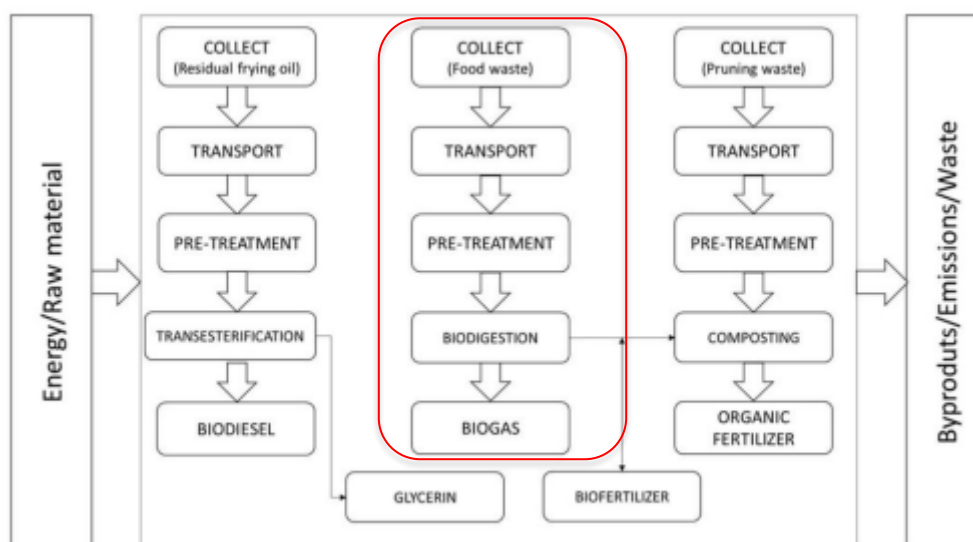 Energy/Raw material
COLLECT
(Residual frying oil)
TRANSPORT
PRE-TREATMENT
TRANSESTERIFICATION
BIODIESEL
GLYCERIN
COLLECT
(Food waste)
TRANSPORT
PRE-TREATMENT
BIODIGESTION
BIOGAS
BIOFERTILIZER
COLLECT
(Pruning waste)
TRANSPORT
PRE-TREATMENT
COMPOSTING
ORGANIC
FERTILIZER
Byproduts/Emissions/Waste